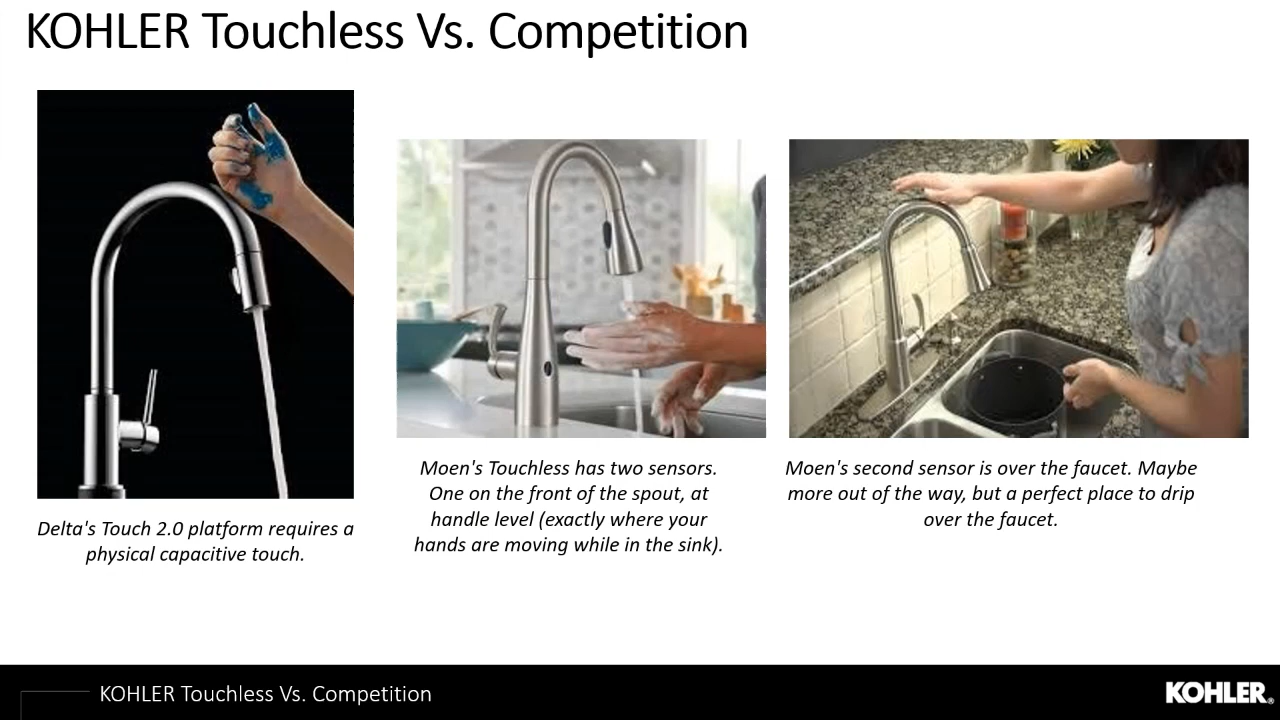 KOHLER Touchless Vs. Competition
Delta's Touch 2.0 platform requires a
physical capacitive touch.
Moen's Touchless has two sensors.
One on the front of the spout, at
handle level (exactly where your
hands are moving while in the sink).
Moen's second sensor is over the faucet. Maybe
more out of the way, but a perfect place to drip
over the faucet.
KOHLER Touchless Vs. Competition
KOHLER®